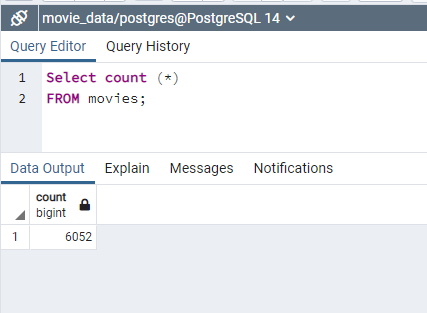 movie_data/postgres@PostgreSQL 14
Query Editor Query History
1 Select count (*)
2 FROM movies;
Data Output Explain Messages Notifications
count
bigint
1 6052